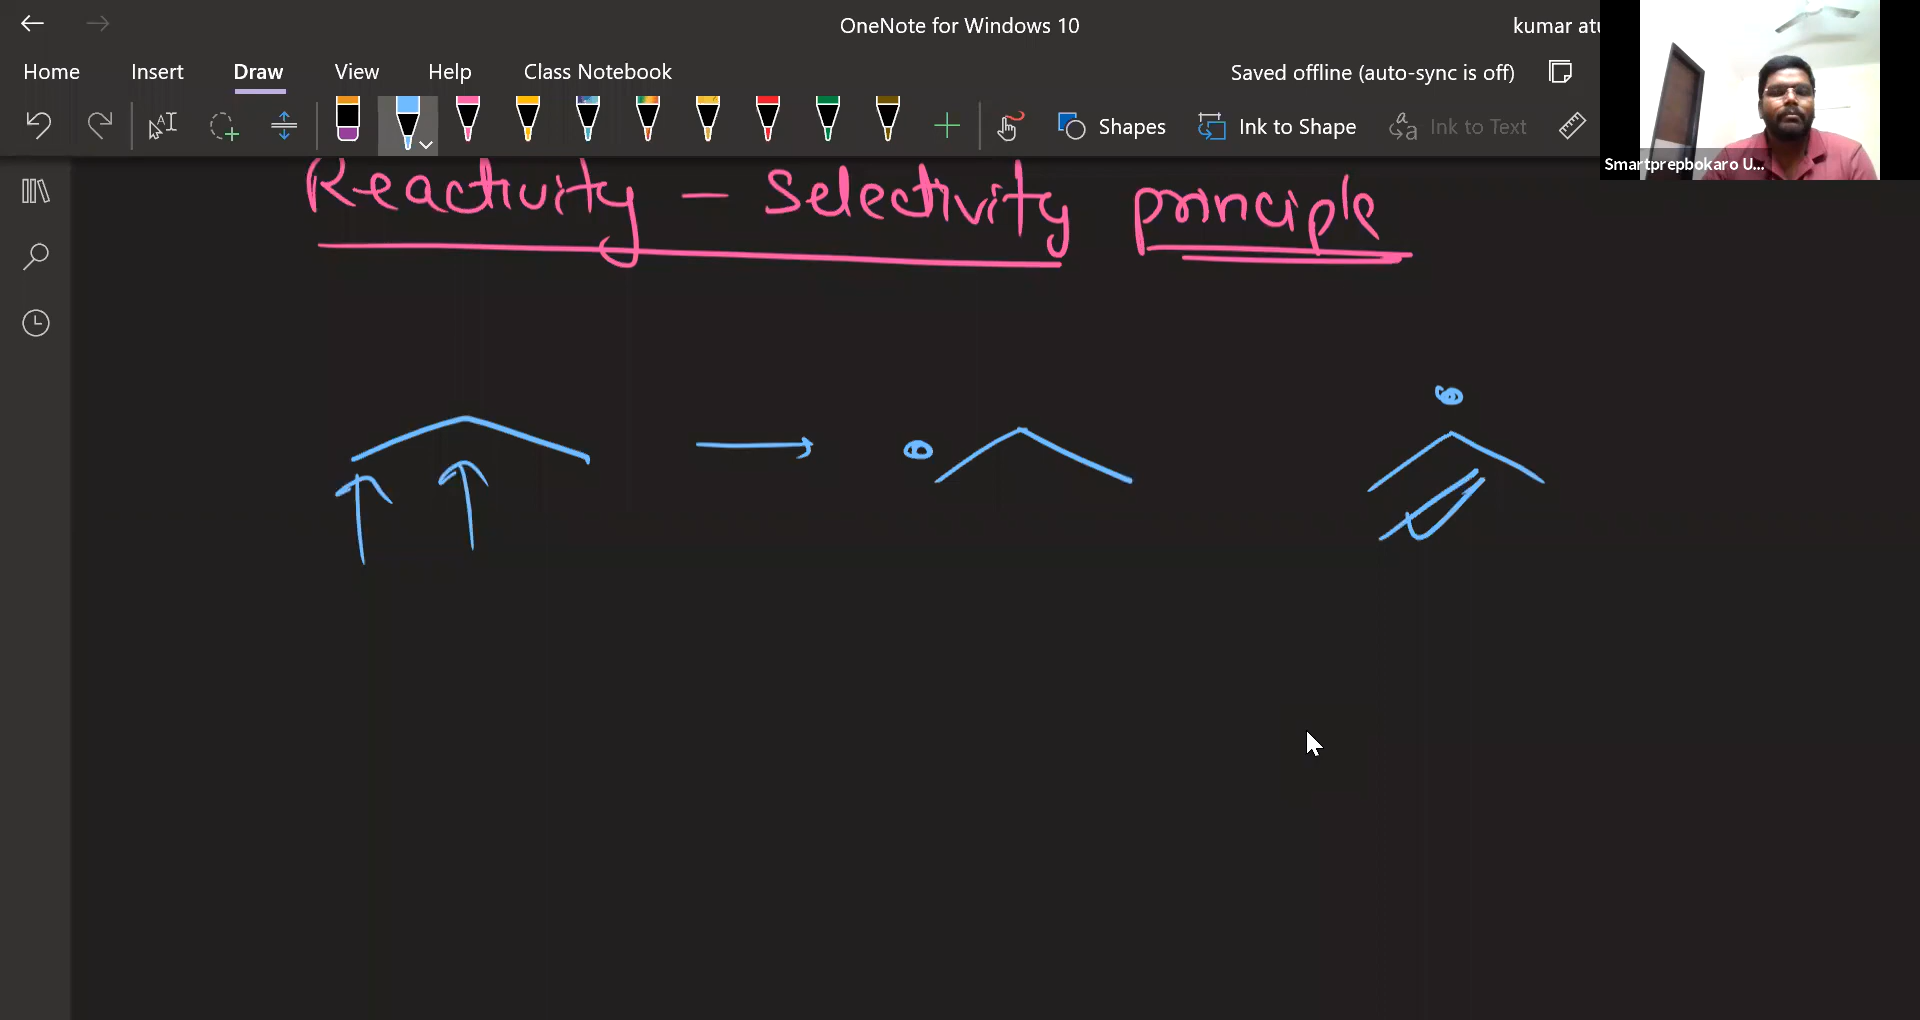 OneNote for Windows 10
kumar atu
Home Insert Draw View Help Class Notebook
Saved offline (auto-sync is off)
Shapes Ink to Shape Ink to Text
Smartprepbokaro U...
Reactivity - Selectivity principle